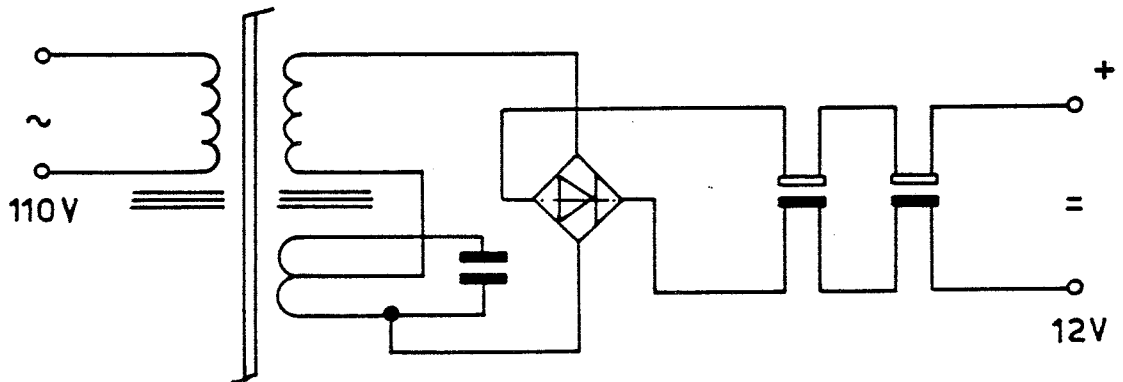 +
~
110V
=
12V